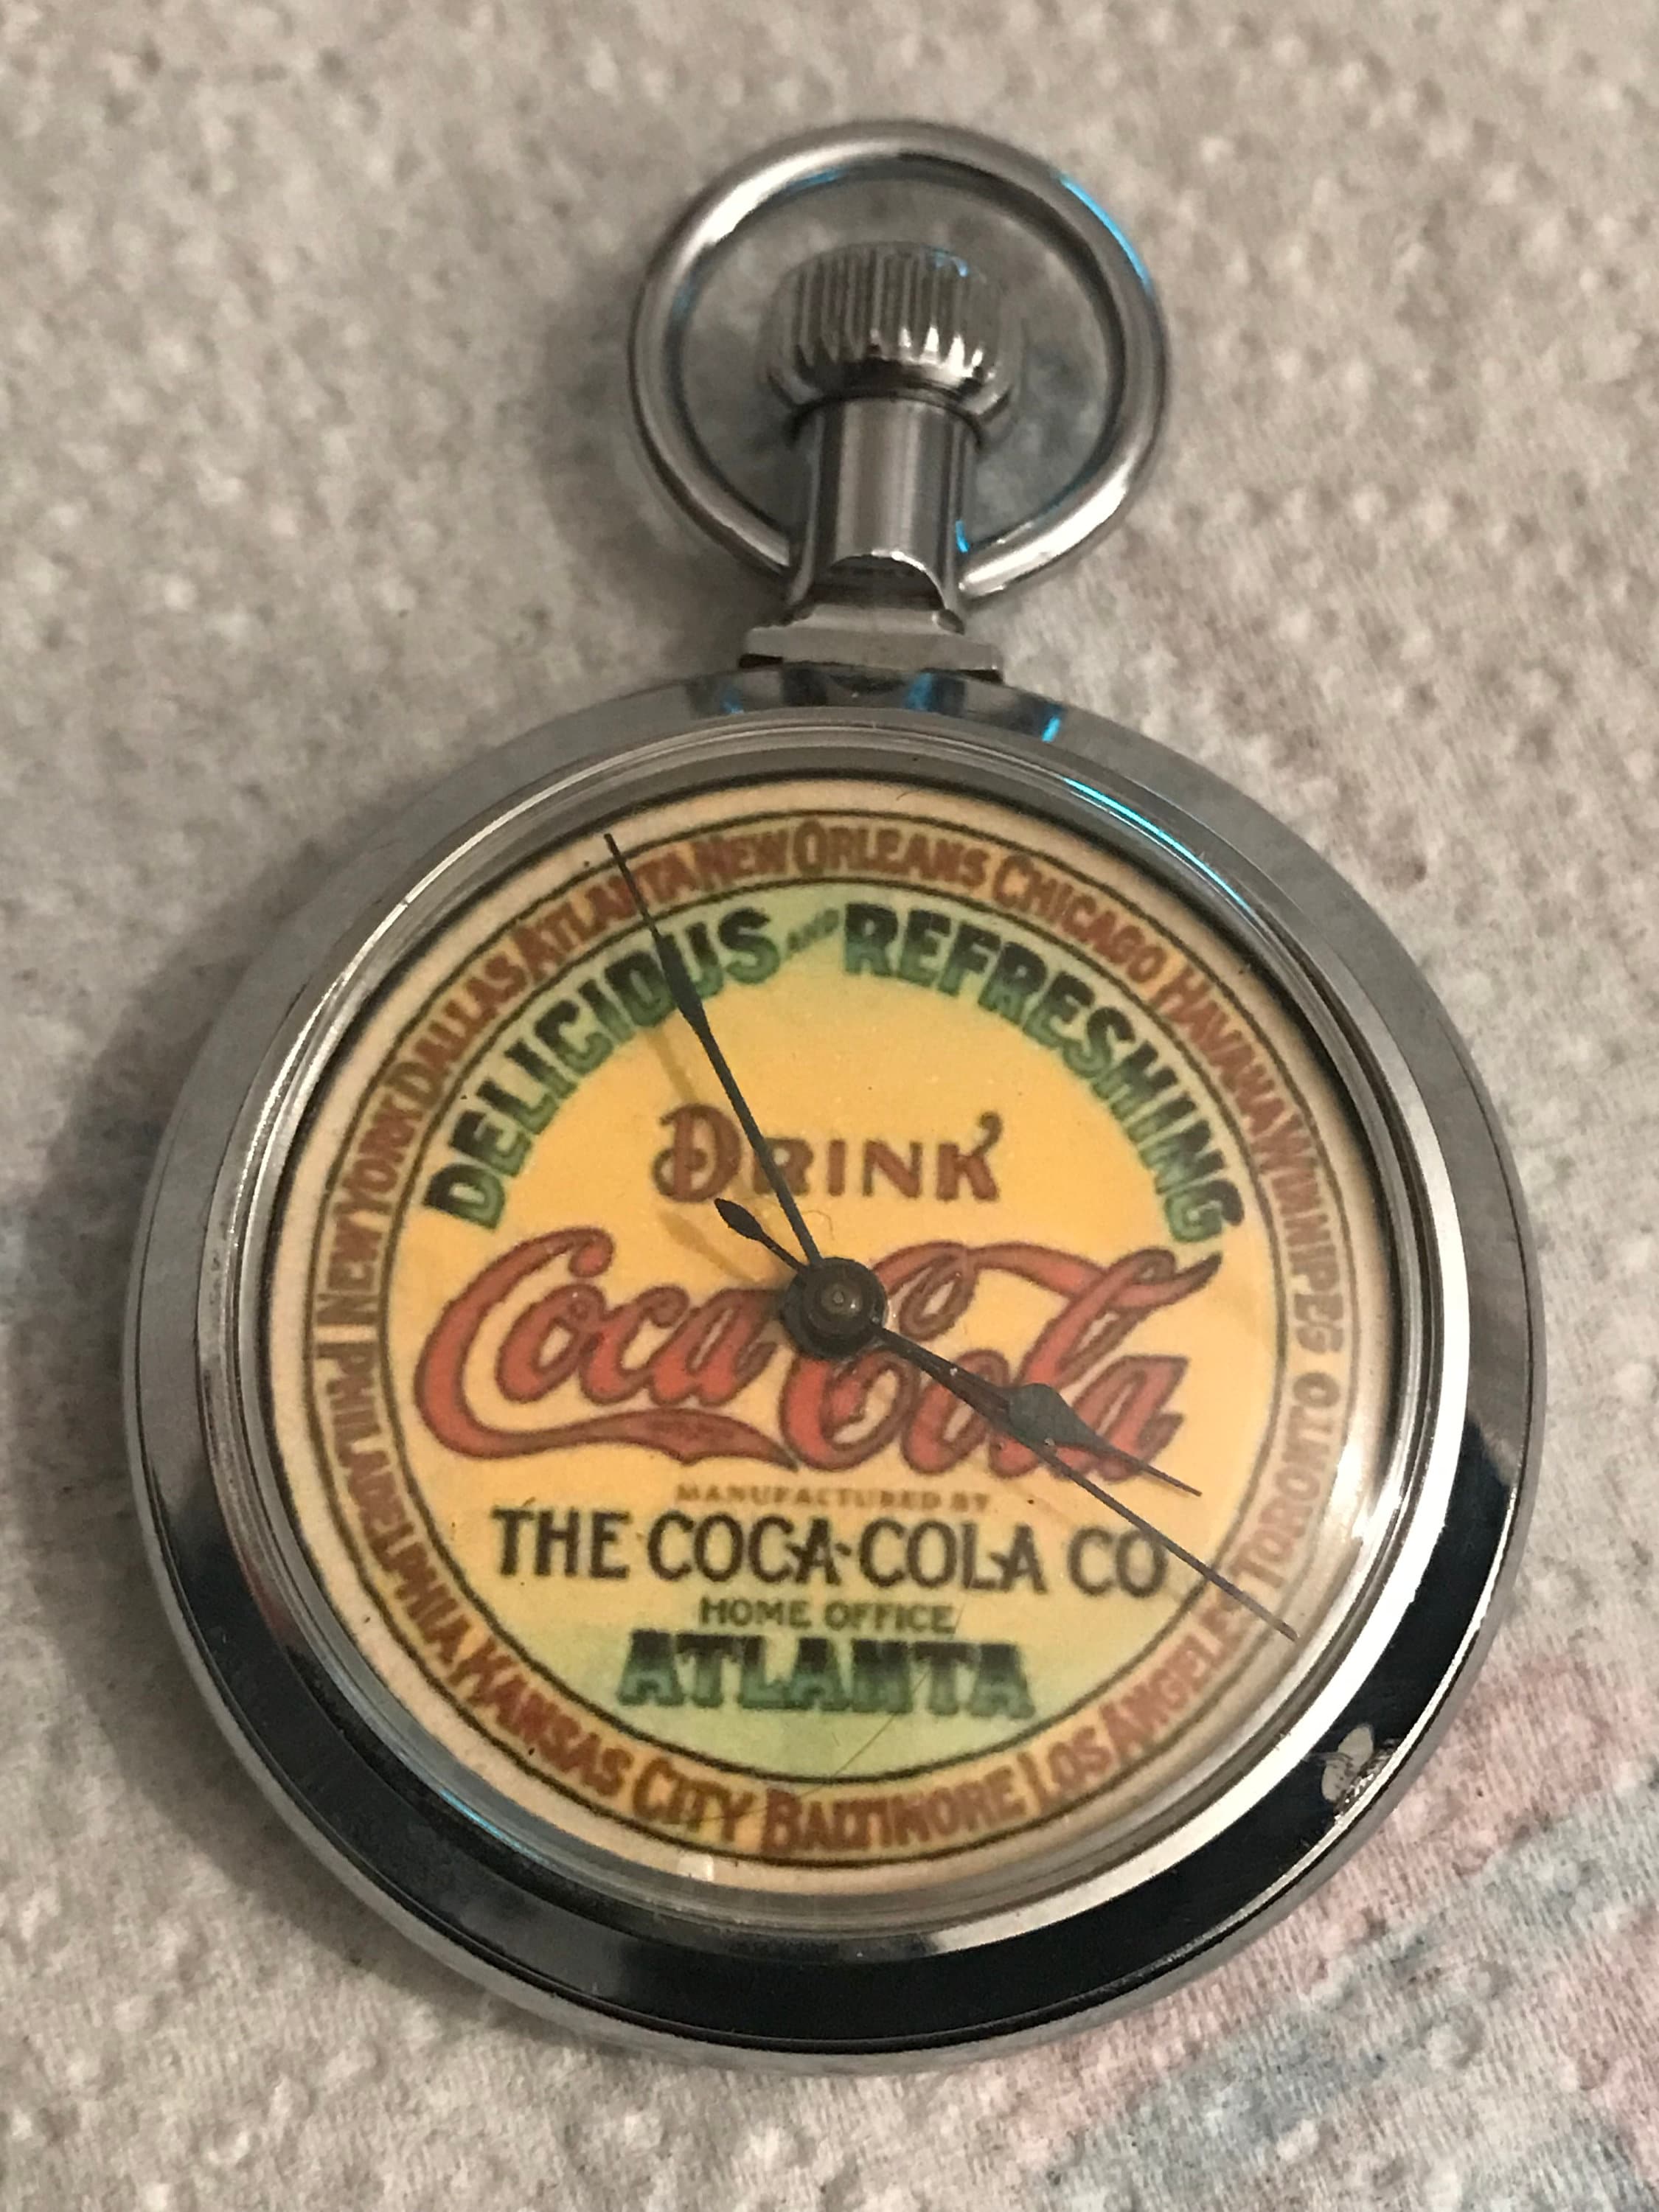 NEW YORK DALLAS ATLANTA NEW ORLEANS CHICAGO HAVANA WINNIPEG TORONTO LOS ANGELES BALTIMORE KANSAS CITY PHILADELPHIA
DELICIOUS AND REFRESHING
DRINK
Coca-Cola
MANUFACTURED BY
THE COCA-COLA CO
HOME OFFICE
ATLANTA